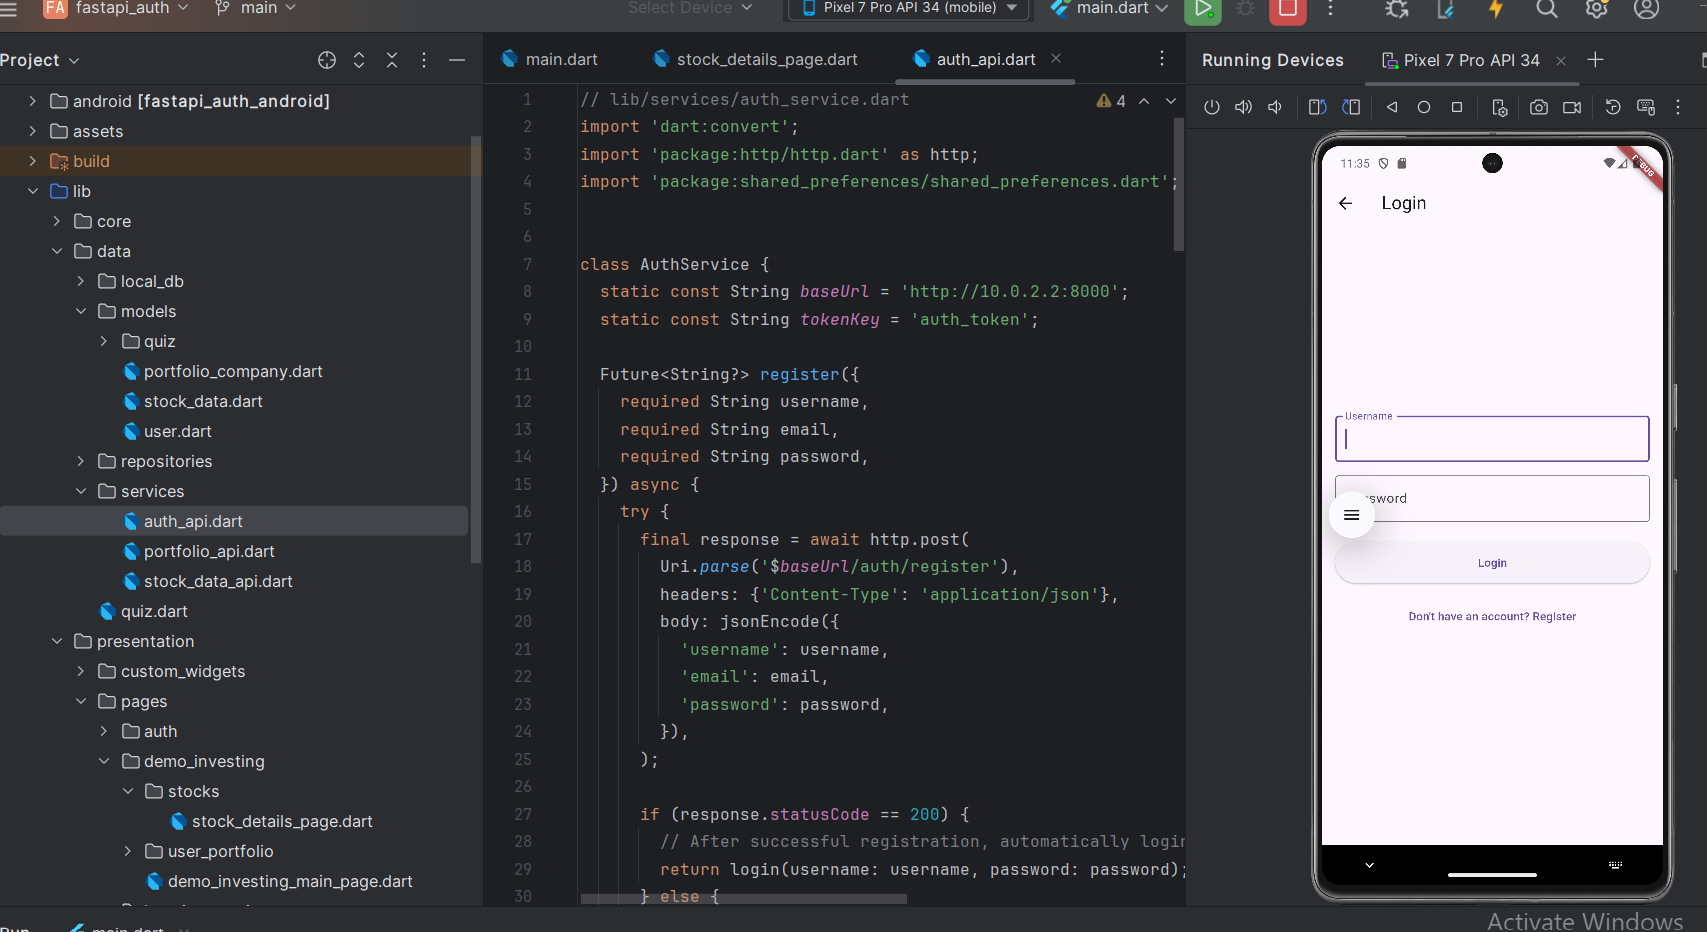 FA fastapi_auth main Select Device Pixel 7 Pro API 34 (mobile) main.dart
Project
android [fastapi_auth_android]
assets
build
lib
core
data
local_db
models
quiz
portfolio_company.dart
stock_data.dart
user.dart
repositories
services
auth_api.dart
portfolio_api.dart
stock_data_api.dart
quiz.dart
presentation
custom_widgets
pages
auth
demo_investing
stocks
stock_details_page.dart
user_portfolio
demo_investing_main_page.dart
main.dart stock_details_page.dart auth_api.dart
4
1 // lib/services/auth_service.dart
2 import 'dart:convert';
3 import 'package:http/http.dart' as http;
4 import 'package:shared_preferences/shared_preferences.dart';
5
6
7 class AuthService {
8 static const String baseUrl = 'http://10.0.2.2:8000';
9 static const String tokenKey = 'auth_token';
10
11 Future<String?> register({
12 required String username,
13 required String email,
14 required String password,
15 }) async {
16 try {
17 final response = await http.post(
18 Uri.parse('$baseUrl/auth/register'),
19 headers: {'Content-Type': 'application/json'},
20 body: jsonEncode({
21 'username': username,
22 'email': email,
23 'password': password,
24 }),
25 );
26
27 if (response.statusCode == 200) {
28 // After successful registration, automatically login
29 return login(username: username, password: password);
30 } else {
Running Devices Pixel 7 Pro API 34
11:35
DEBUG
Login
Username
sword
Login
Don't have an account? Register
Run main.dart
Activate Windows